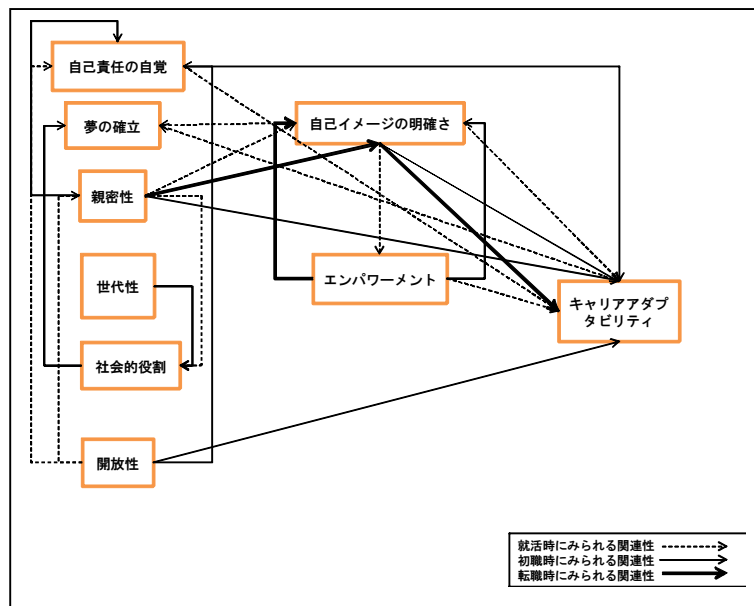 自己責任の自覚
夢の確立
自己イメージの明確さ
親密性
エンパワーメント
世代性
キャリアアダプ
タビリティ
社会的役割
開放性
就活時にみられる関連性
初職時にみられる関連性
転職時にみられる関連性